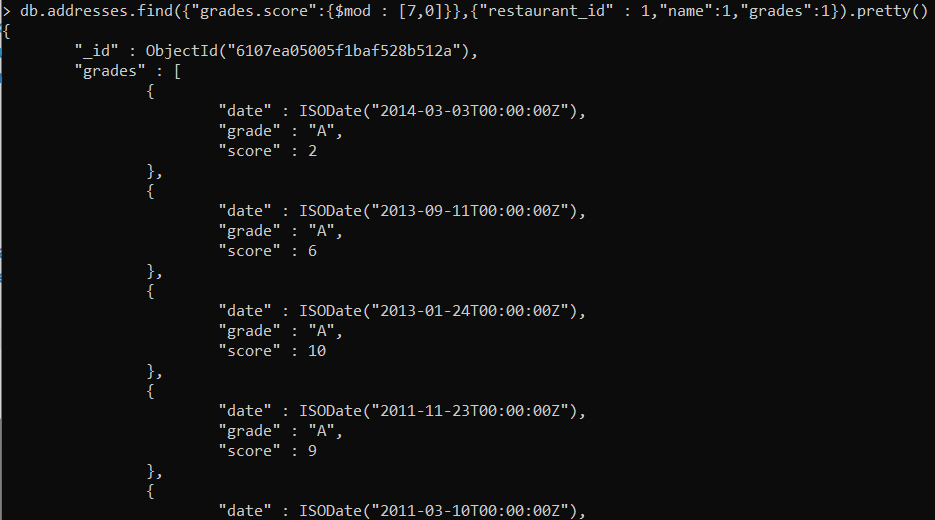 > db.addresses.find({"grades.score":{$mod : [7,0]}},{"restaurant_id" : 1,"name":1,"grades":1}).pretty()
{
        "_id" : ObjectId("6107ea05005f1baf528b512a"),
        "grades" : [
                {
                        "date" : ISODate("2014-03-03T00:00:00Z"),
                        "grade" : "A",
                        "score" : 2
                },
                {
                        "date" : ISODate("2013-09-11T00:00:00Z"),
                        "grade" : "A",
                        "score" : 6
                },
                {
                        "date" : ISODate("2013-01-24T00:00:00Z"),
                        "grade" : "A",
                        "score" : 10
                },
                {
                        "date" : ISODate("2011-11-23T00:00:00Z"),
                        "grade" : "A",
                        "score" : 9
                },
                {
                        "date" : ISODate("2011-03-10T00:00:00Z"),